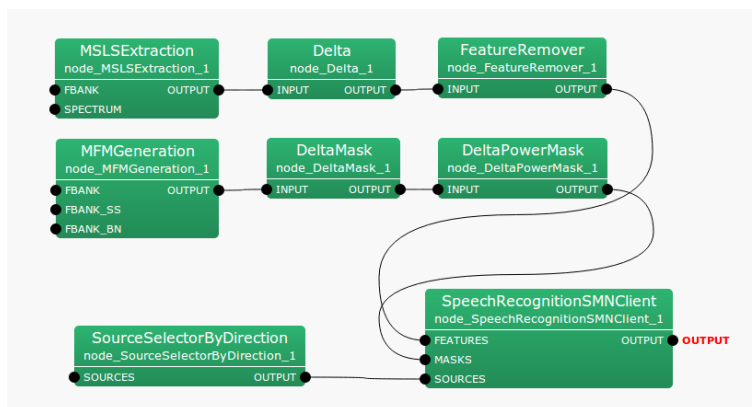 MSLSExtraction
node_MSLSExtraction_1
FBANK OUTPUT
SPECTRUM
Delta
node_Delta_1
INPUT OUTPUT
FeatureRemover
node_FeatureRemover_1
INPUT OUTPUT
MFMGeneration
node_MFMGeneration_1
FBANK OUTPUT
FBANK_SS
FBANK_BN
DeltaMask
node_DeltaMask_1
INPUT OUTPUT
DeltaPowerMask
node_DeltaPowerMask_1
INPUT OUTPUT
SourceSelectorByDirection
node_SourceSelectorByDirection_1
SOURCES OUTPUT
SpeechRecognitionSMNClient
node_SpeechRecognitionSMNClient_1
FEATURES OUTPUT OUTPUT
MASKS
SOURCES